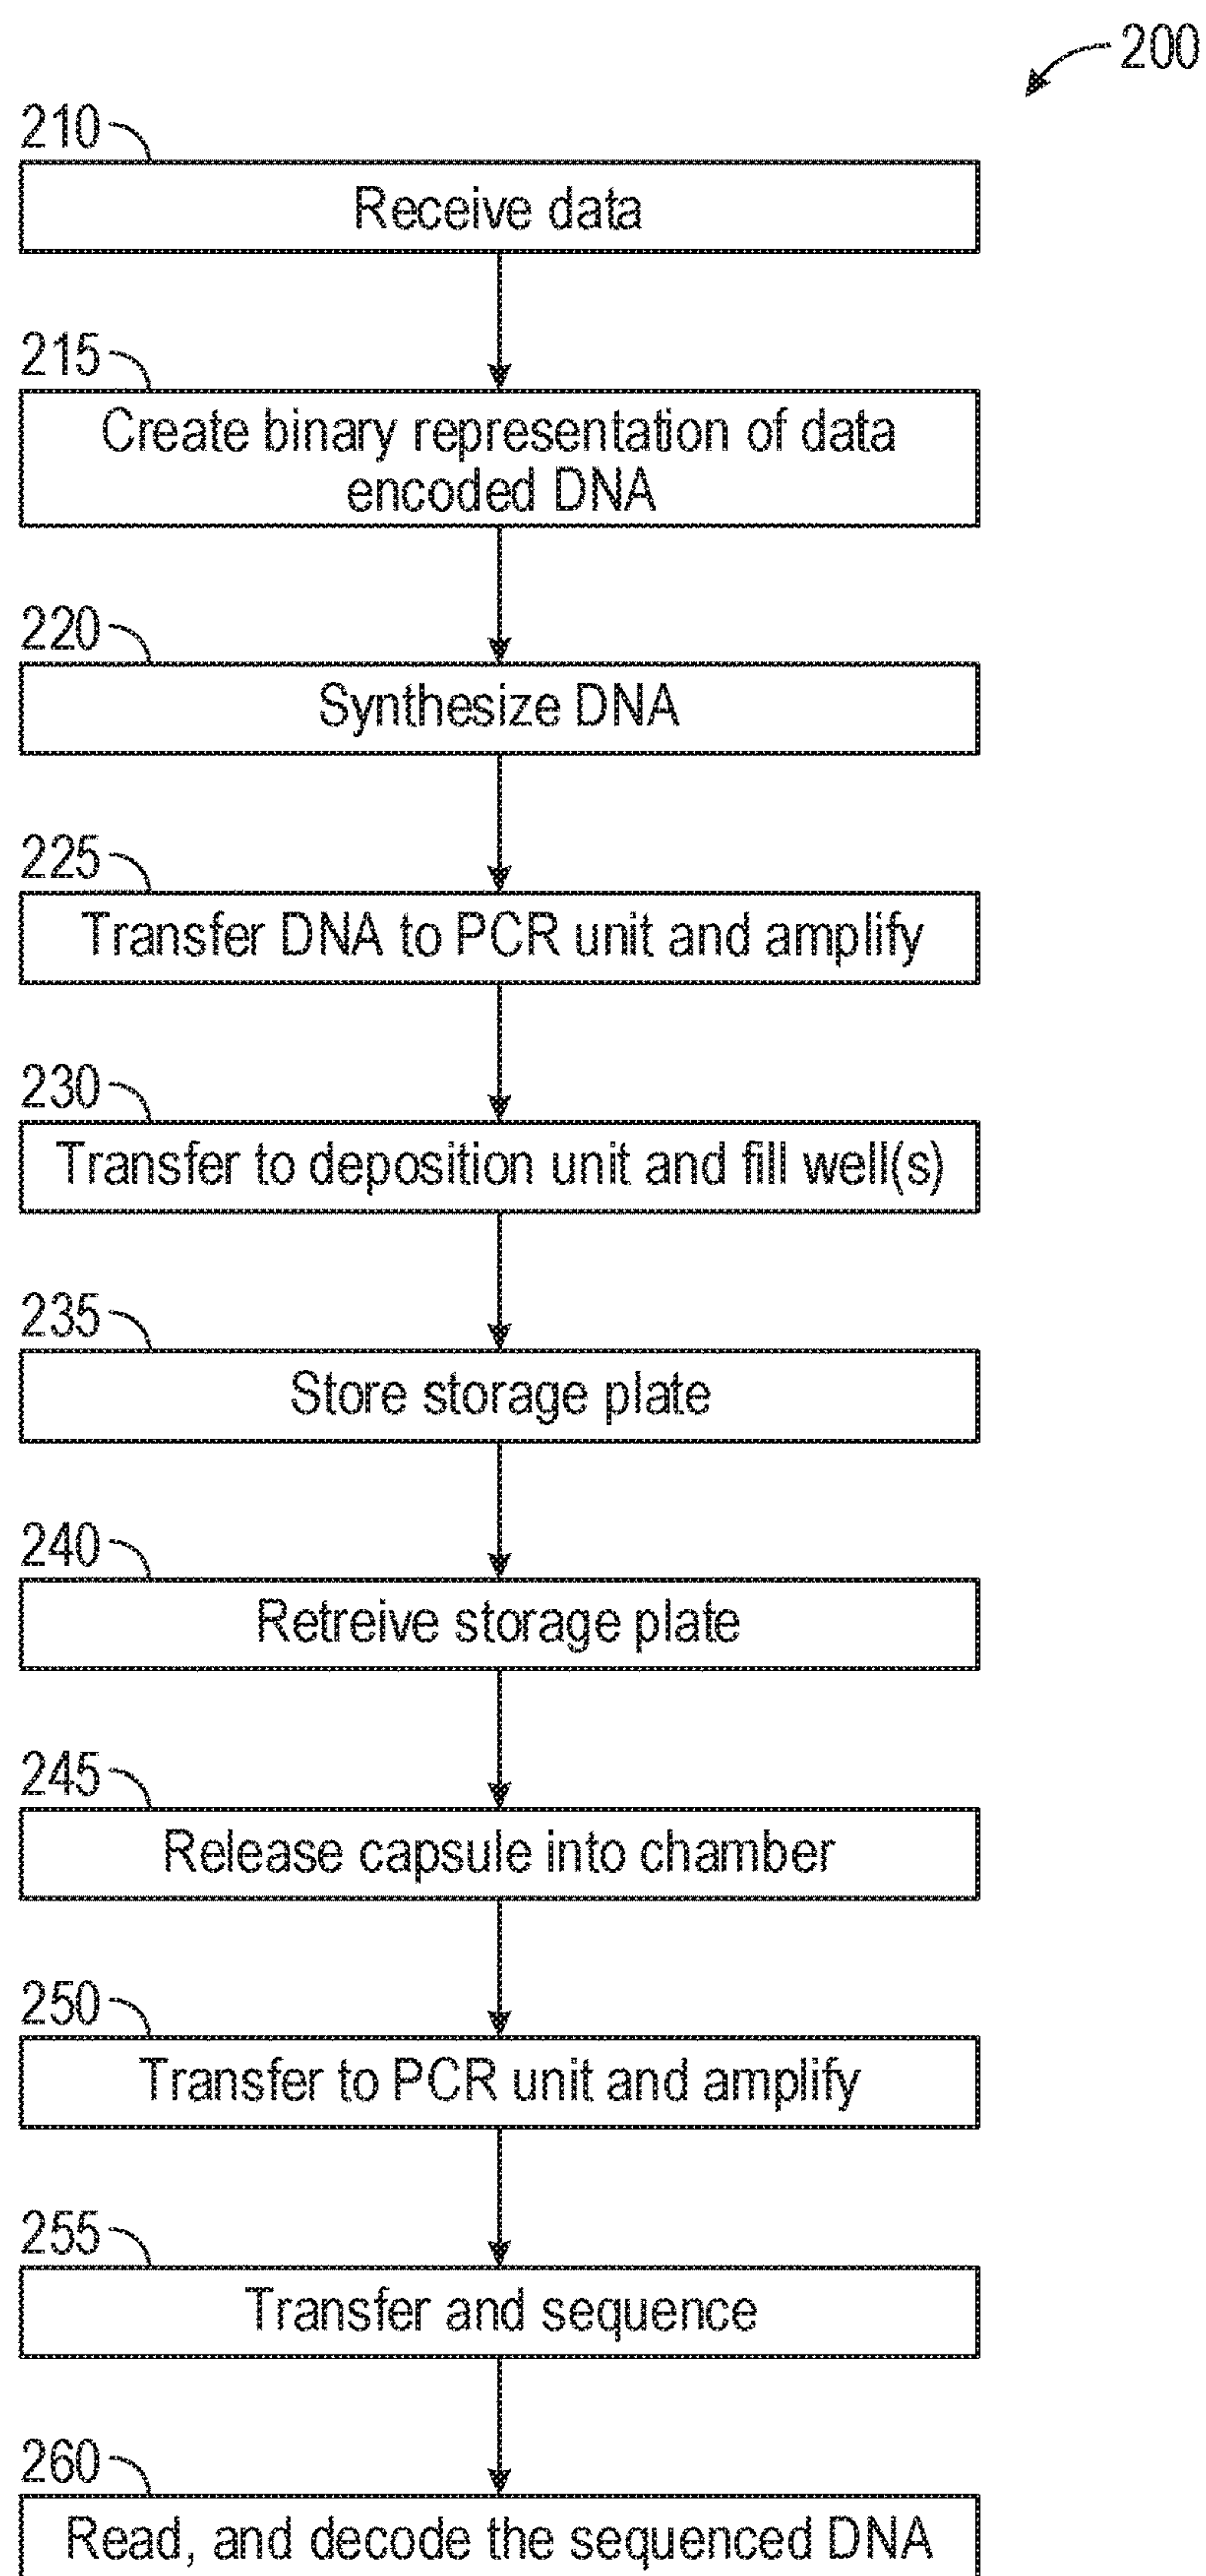 200
210
Receive data
215
Create binary representation of data
encoded DNA
220
Synthesize DNA
225
Transfer DNA to PCR unit and amplify
230
Transfer to deposition unit and fill well(s)
235
Store storage plate
240
Retreive storage plate
245
Release capsule into chamber
250
Transfer to PCR unit and amplify
255
Transfer and sequence
260
Read, and decode the sequenced DNA